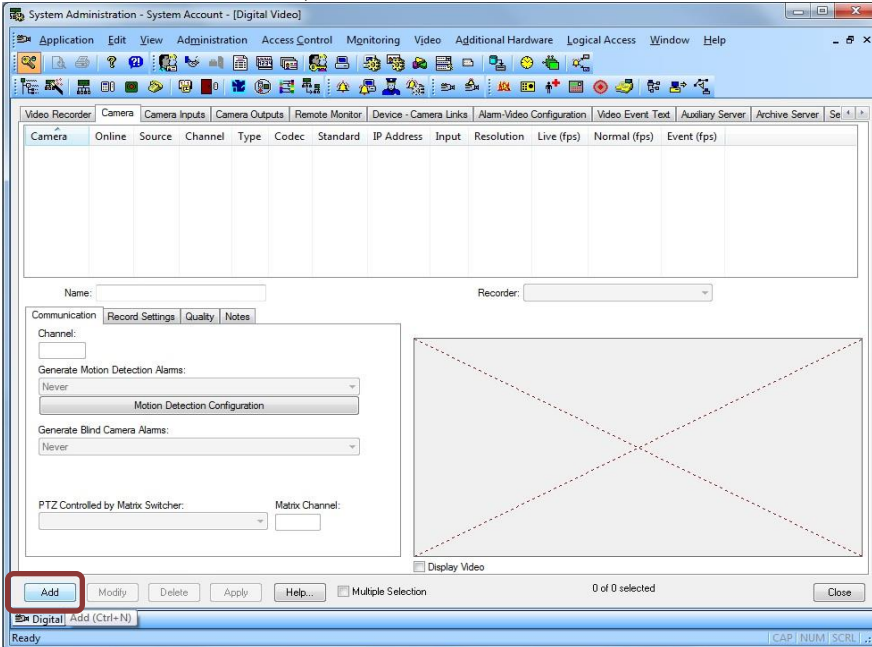 System Administration - System Account - [Digital Video]
Application Edit View Administration Access Control Monitoring Video Additional Hardware Logical Access Window Help
Video Recorder Camera Camera Inputs Camera Outputs Remote Monitor Device - Camera Links Alarm-Video Configuration Video Event Text Auxiliary Server Archive Server Se
Camera Online Source Channel Type Codec Standard IP Address Input Resolution Live (fps) Normal (fps) Event (fps)
Name: Recorder:
Communication Record Settings Quality Notes
Channel:
Generate Motion Detection Alarms:
Never
Motion Detection Configuration
Generate Blind Camera Alarms:
Never
PTZ Controlled by Matrix Switcher: Matrix Channel:
Display Video
Add Modify Delete Apply Help... Multiple Selection 0 of 0 selected Close
Digital Add (Ctrl+N)
Ready CAP NUM SCRL